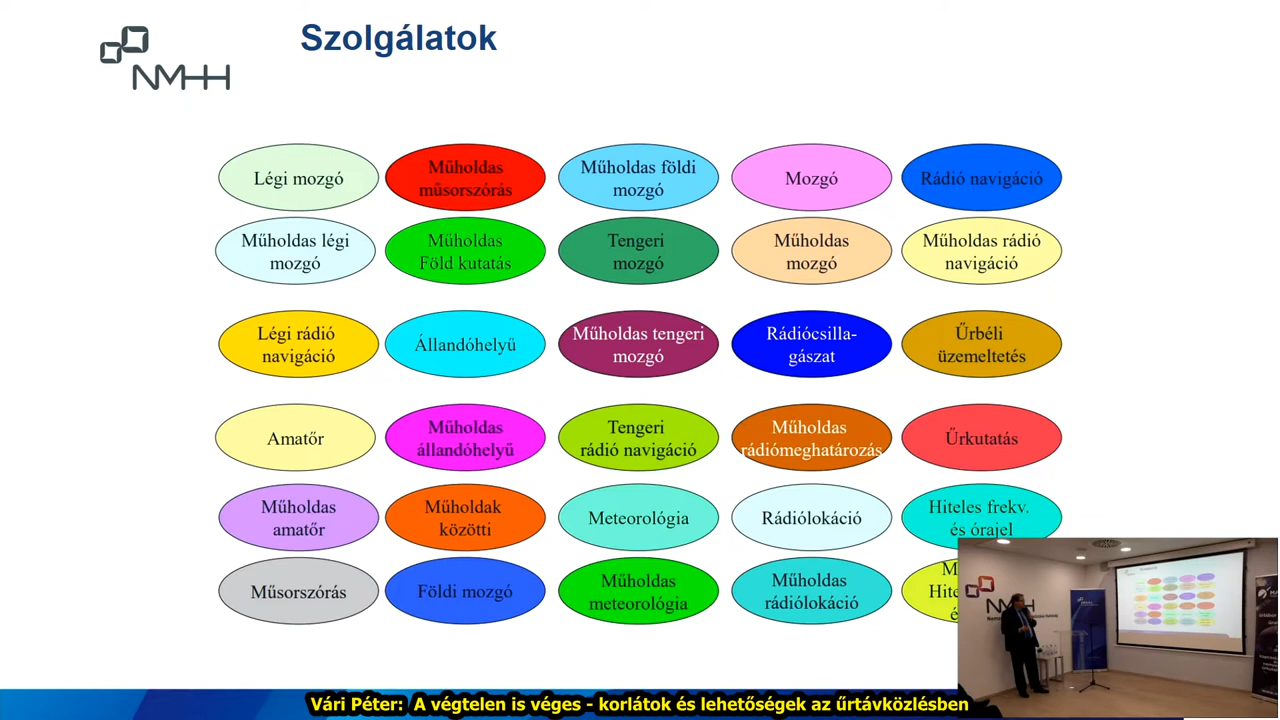 Szolgálatok
NMHH
Légi mozgó
Műholdas
műsorszórás
Műholdas földi
mozgó
Mozgó
Rádió navigáció
Műholdas légi
mozgó
Műholdas
Föld kutatás
Tengeri
mozgó
Műholdas
mozgó
Műholdas rádió
navigáció
Légi rádió
navigáció
Állandóhelyű
Műholdas tengeri
mozgó
Rádiócsilla-
gászat
Űrbéli
üzemeltetés
Amatőr
Műholdas
állandóhelyű
Tengeri
rádió navigáció
Műholdas
rádiómeghatározás
Űrkutatás
Műholdas
amatőr
Műholdak
közötti
Meteorológia
Rádiólokáció
Hiteles frekv.
és órajel
Műsorszórás
Földi mozgó
Műholdas
meteorológia
Műholdas
rádiólokáció
NMHH
Vári Péter: A végtelen is véges - korlátok és lehetőségek az űrtávközlésben